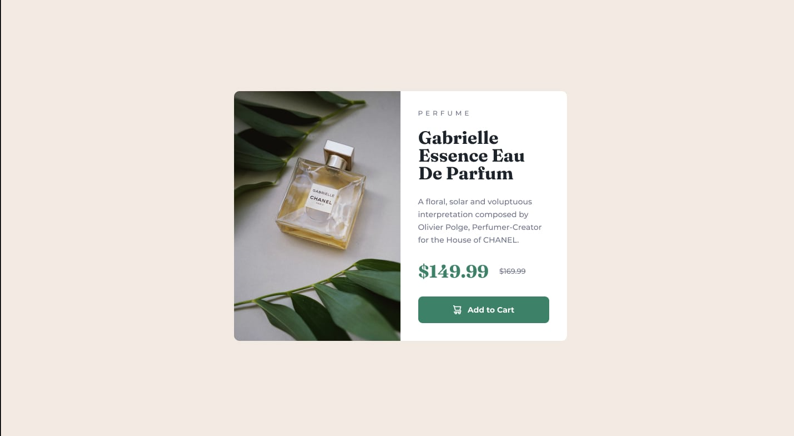 PERFUME
Gabrielle
Essence Eau
De Parfum
A floral, solar and voluptuous
interpretation composed by
Olivier Polge, Perfumer-Creator
for the House of CHANEL.
$149.99 $169.99
Add to Cart
GABRIELLE
CHANEL